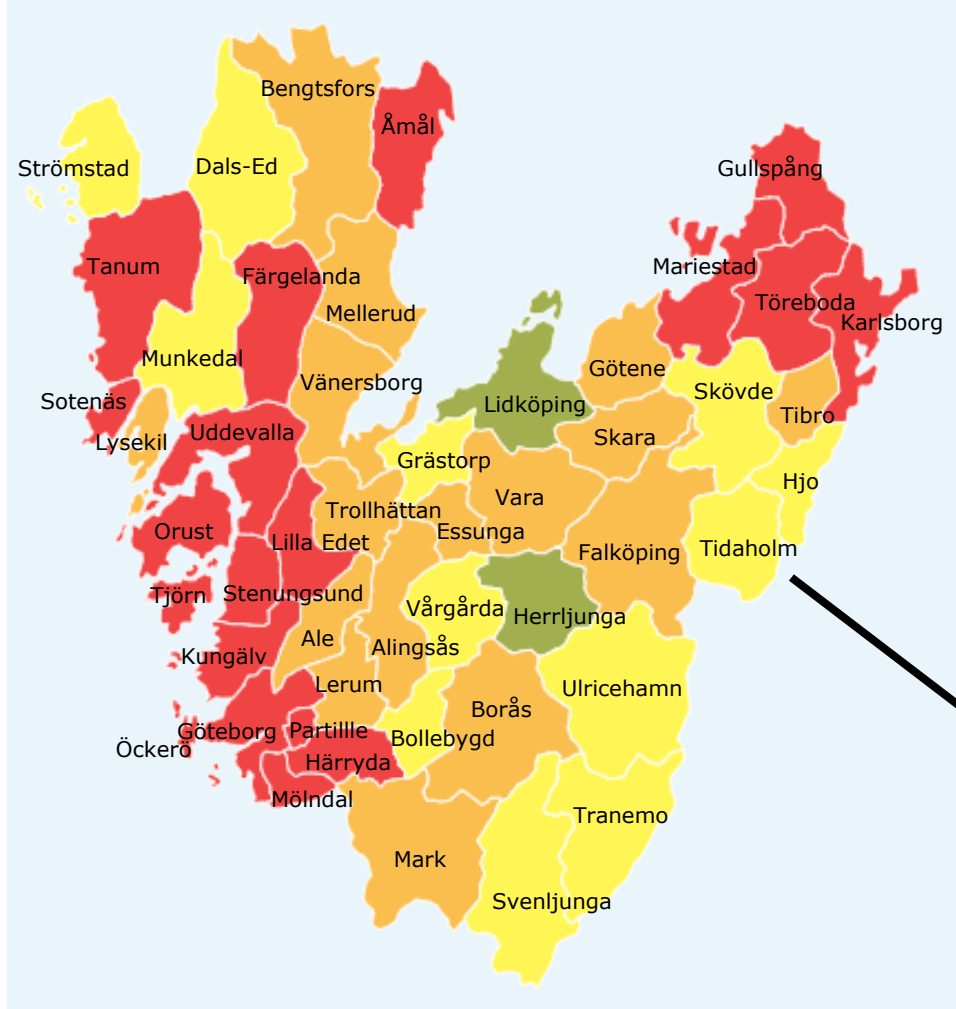 Bengtsfors
Åmål
Strömstad
Dals-Ed
Gullspång
Tanum
Färgelanda
Mariestad
Töreboda
Mellerud
Karlsborg
Munkedal
Götene
Vänersborg
Skövde
Sotenäs
Lidköping
Tibro
Uddevalla
Lysekil
Skara
Grästorp
Hjo
Vara
Trollhättan
Orust
Essunga
Lilla Edet
Tidaholm
Falköping
Tjörn
Stenungsund
Vårgårda
Herrljunga
Ale
Alingsås
Kungälv
Lerum
Ulricehamn
Borås
Göteborg
Partillle
Bollebygd
Öckerö
Härryda
Mölndal
Tranemo
Mark
Svenljunga